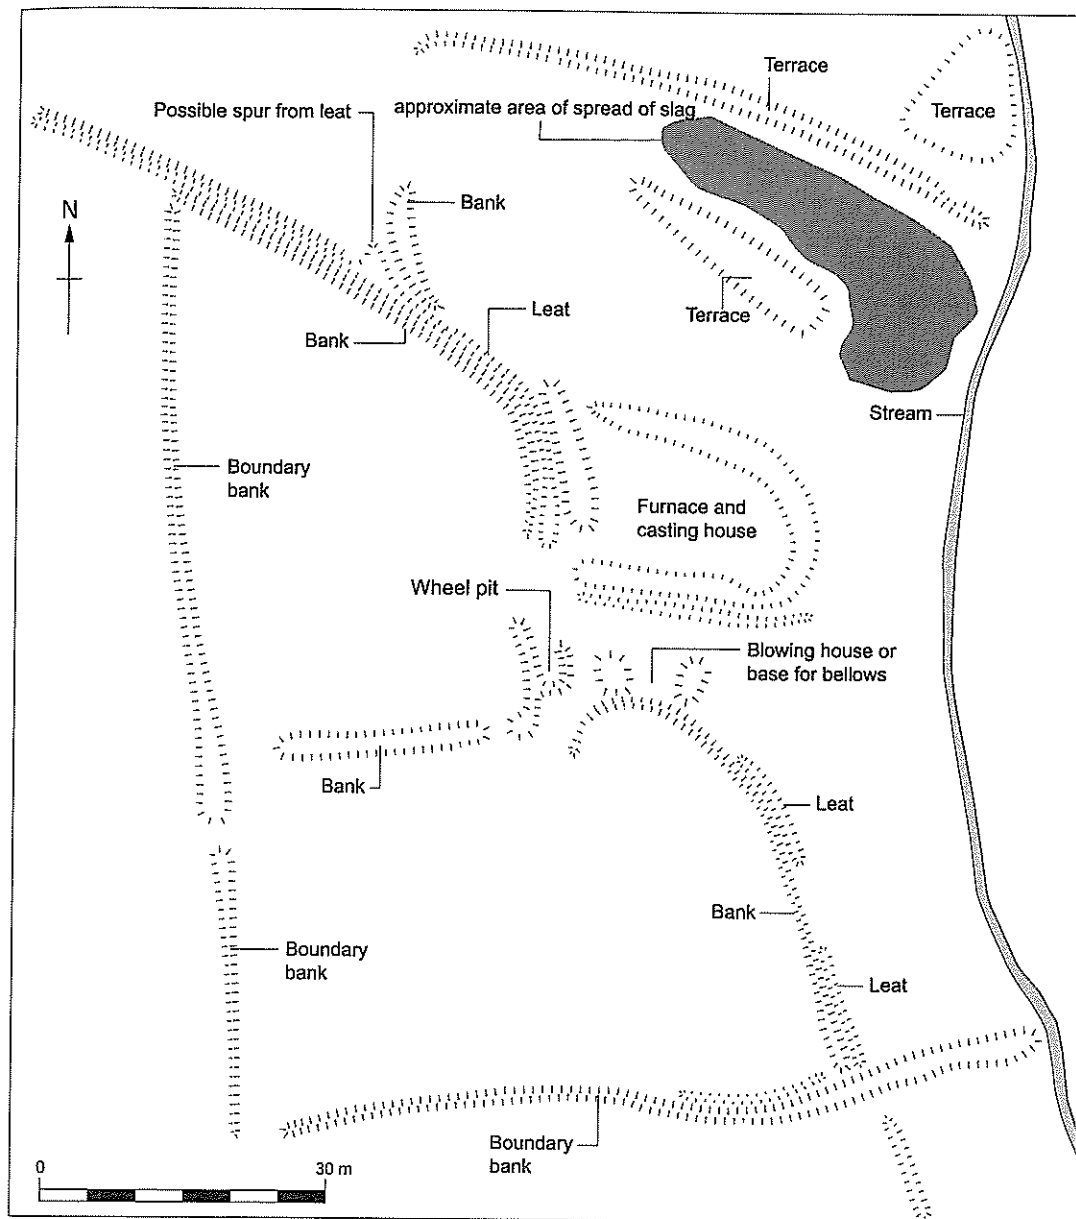 Terrace
Possible spur from leat
approximate area of spread of slag
Terrace
N
Bank
Leat
Terrace
Bank
Stream
Boundary
bank
Furnace and
casting house
Wheel pit
Blowing house or
base for bellows
Bank
Leat
Bank
Boundary
bank
Leat
Boundary
bank
0
30 m